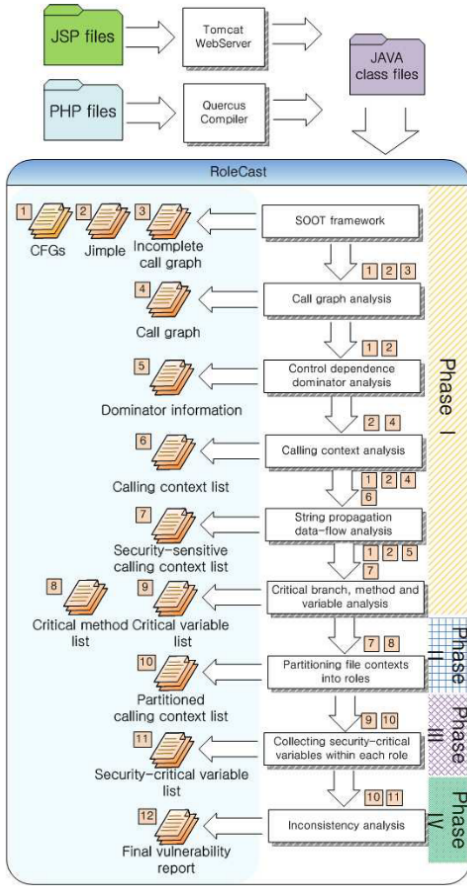 JSP files
Tomcat
WebServer
JAVA
class files
PHP files
Quercus
Compiler
RoleCast
1
2
3
CFGs
Jimple
Incomplete
call graph
SOOT framework
1 2 3
4
Call graph
Call graph analysis
1 2
5
Dominator information
Control dependence
dominator analysis
2 4
6
Calling context list
Calling context analysis
1 2 4
6
7
Security-sensitive
calling context list
String propagation
data-flow analysis
1 2 5
7
8
9
Critical method
list
Critical variable
list
Critical branch, method and
variable analysis
Phase I
7 8
10
Partitioned
calling context list
Partitioning file contexts
into roles
Phase
II
9 10
11
Security-critical variable
list
Collecting security-critical
variables within each role
Phase
III
10 11
12
Final vulnerability
report
Inconsistency analysis
Phase
IV